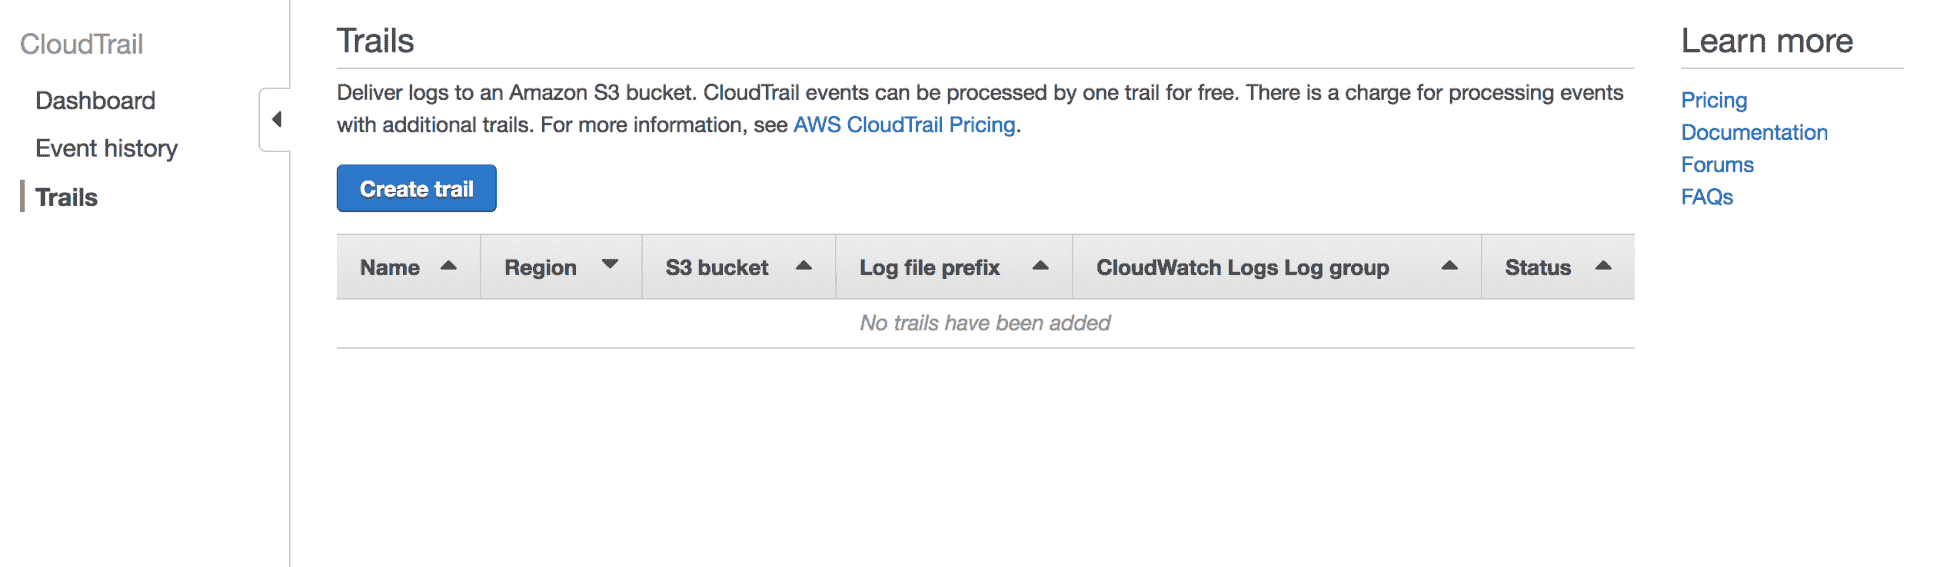 CloudTrail
Dashboard
Event history
Trails
Trails
Deliver logs to an Amazon S3 bucket. CloudTrail events can be processed by one trail for free. There is a charge for processing events
with additional trails. For more information, see AWS CloudTrail Pricing.
Create trail
Name Region S3 bucket Log file prefix CloudWatch Logs Log group Status
No trails have been added
Learn more
Pricing
Documentation
Forums
FAQs